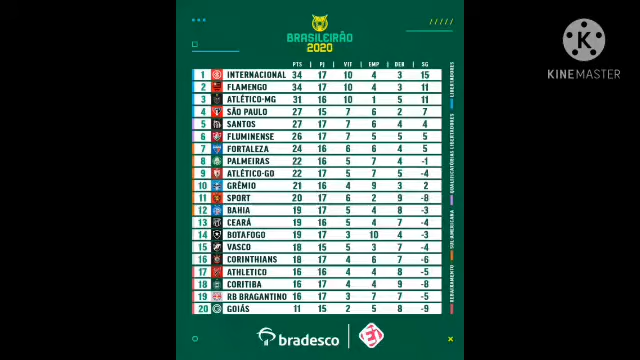 BRASILEIRÃO
2020
PTS PJ VIT EMP DER SG
1 INTERNACIONAL 34 17 10 4 3 15
2 FLAMENGO 34 17 10 4 3 11
3 ATLÉTICO-MG 31 16 10 1 5 11
4 SÃO PAULO 27 15 7 6 2 7
5 SANTOS 27 17 7 6 4 4
6 FLUMINENSE 26 17 7 5 5 5
7 FORTALEZA 24 16 6 6 4 5
8 PALMEIRAS 22 16 5 7 4 -1
9 ATLÉTICO-GO 22 17 5 7 5 -4
10 GRÊMIO 21 16 4 9 3 2
11 SPORT 20 17 6 2 9 -8
12 BAHIA 19 16 5 4 8 -3
13 CEARÁ 19 16 5 4 7 -4
14 BOTAFOGO 19 17 3 10 4 -3
15 VASCO 18 15 5 3 7 -4
16 CORINTHIANS 18 17 4 6 7 -6
17 ATHLETICO 16 16 4 4 8 -5
18 CORITIBA 16 17 4 4 9 -8
19 RB BRAGANTINO 16 17 3 7 7 -5
20 GOIÁS 11 15 2 5 8 -9
LIBERTADORES
QUALIFICATÓRIAS LIBERTADORES
SUL-AMERICANA
REBAIXAMENTO
bradesco
KINEMASTER